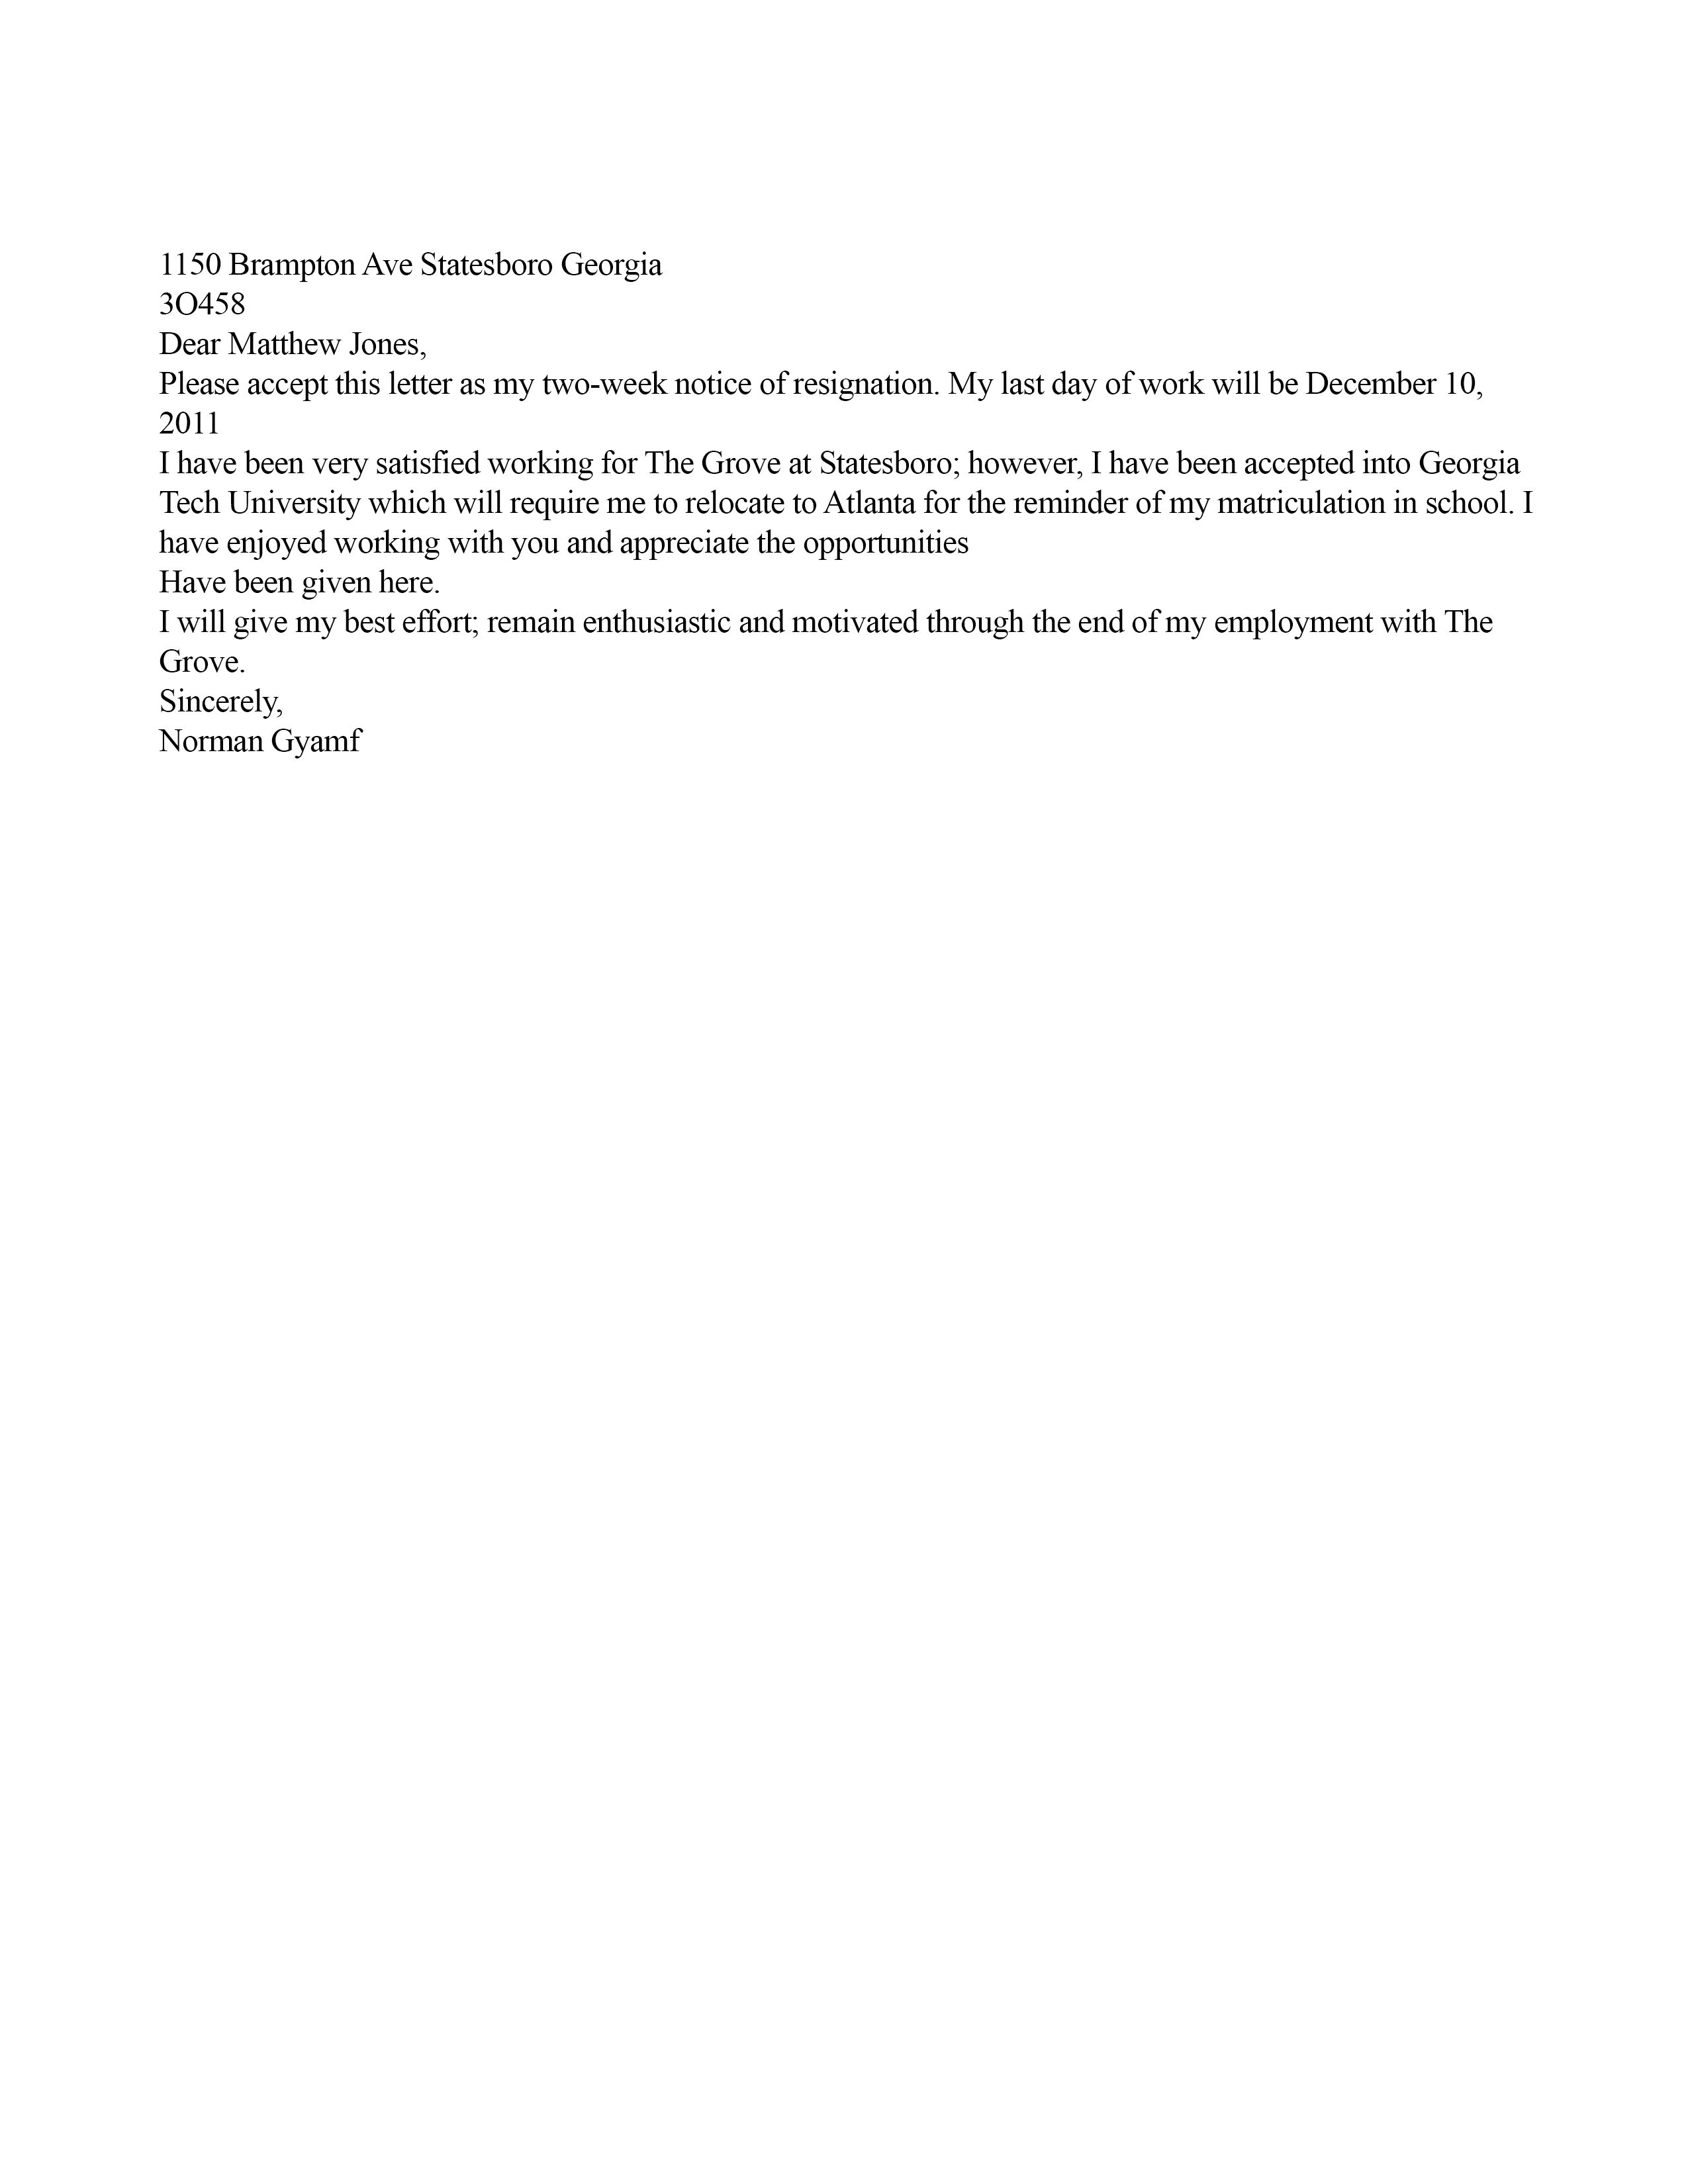 1150 Brampton Ave Statesboro Georgia
3O458
Dear Matthew Jones,
Please accept this letter as my two-week notice of resignation. My last day of work will be December 10,
2011
I have been very satisfied working for The Grove at Statesboro; however, I have been accepted into Georgia
Tech University which will require me to relocate to Atlanta for the reminder of my matriculation in school. I
have enjoyed working with you and appreciate the opportunities
Have been given here.
I will give my best effort; remain enthusiastic and motivated through the end of my employment with The
Grove.
Sincerely,
Norman Gyamf